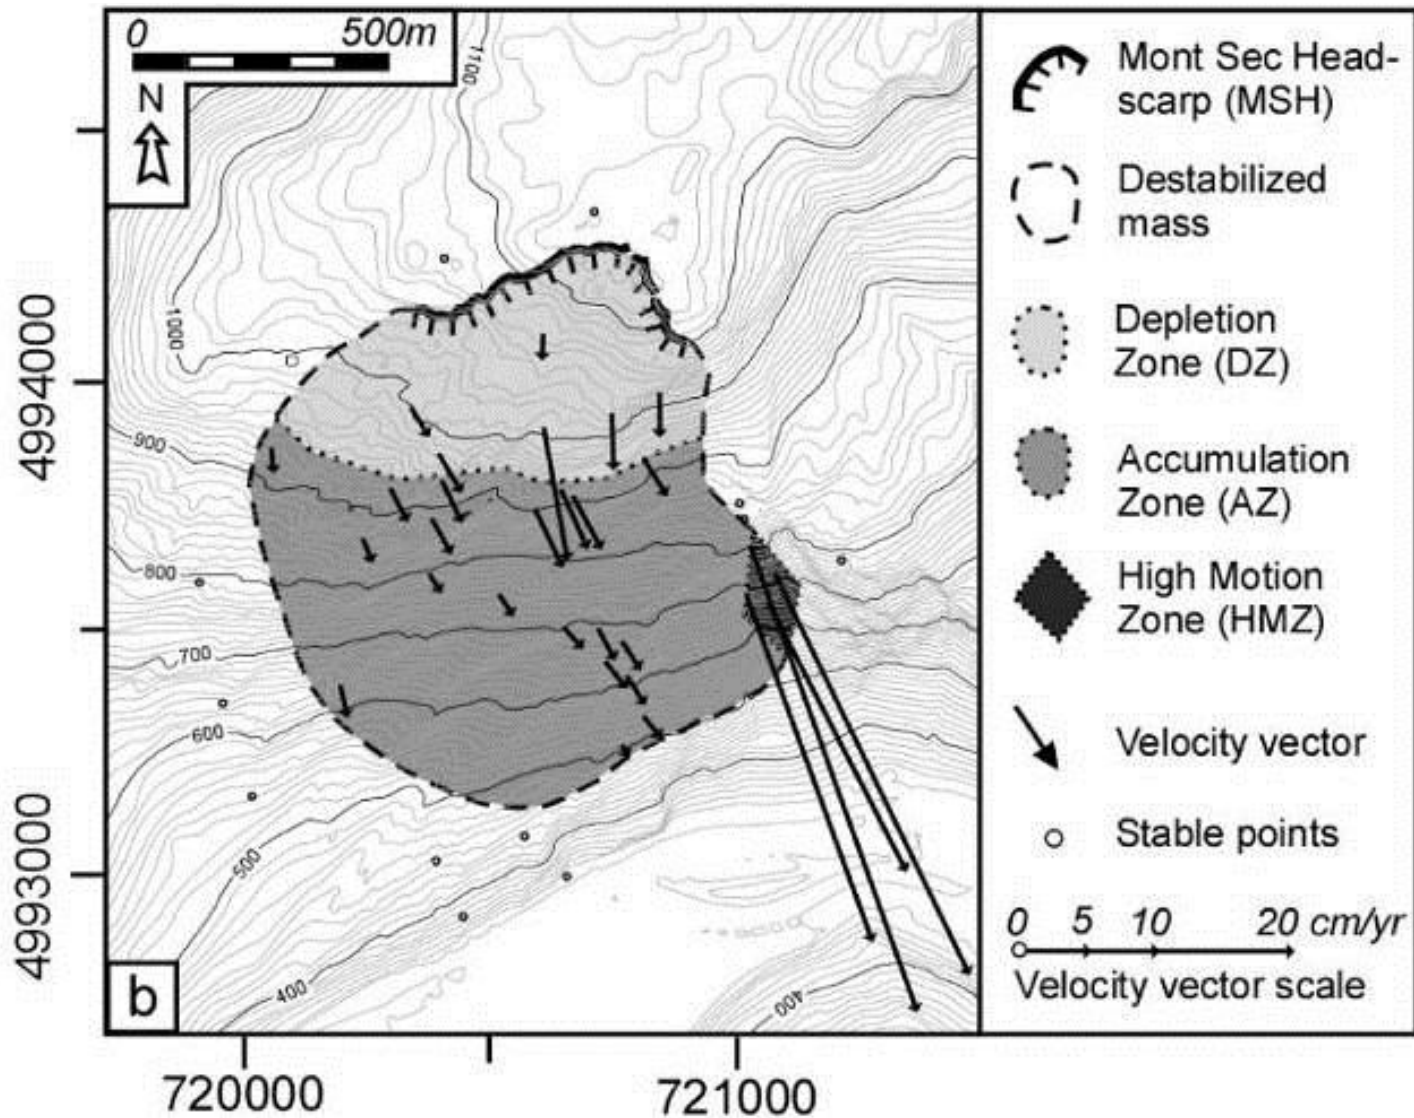 0 500m
N
1100
1000
900
800
700
600
500
400
400
4994000
4993000
720000
721000
b
Mont Sec Head-
scarp (MSH)
Destabilized
mass
Depletion
Zone (DZ)
Accumulation
Zone (AZ)
High Motion
Zone (HMZ)
Velocity vector
Stable points
0 5 10 20 cm/yr
Velocity vector scale